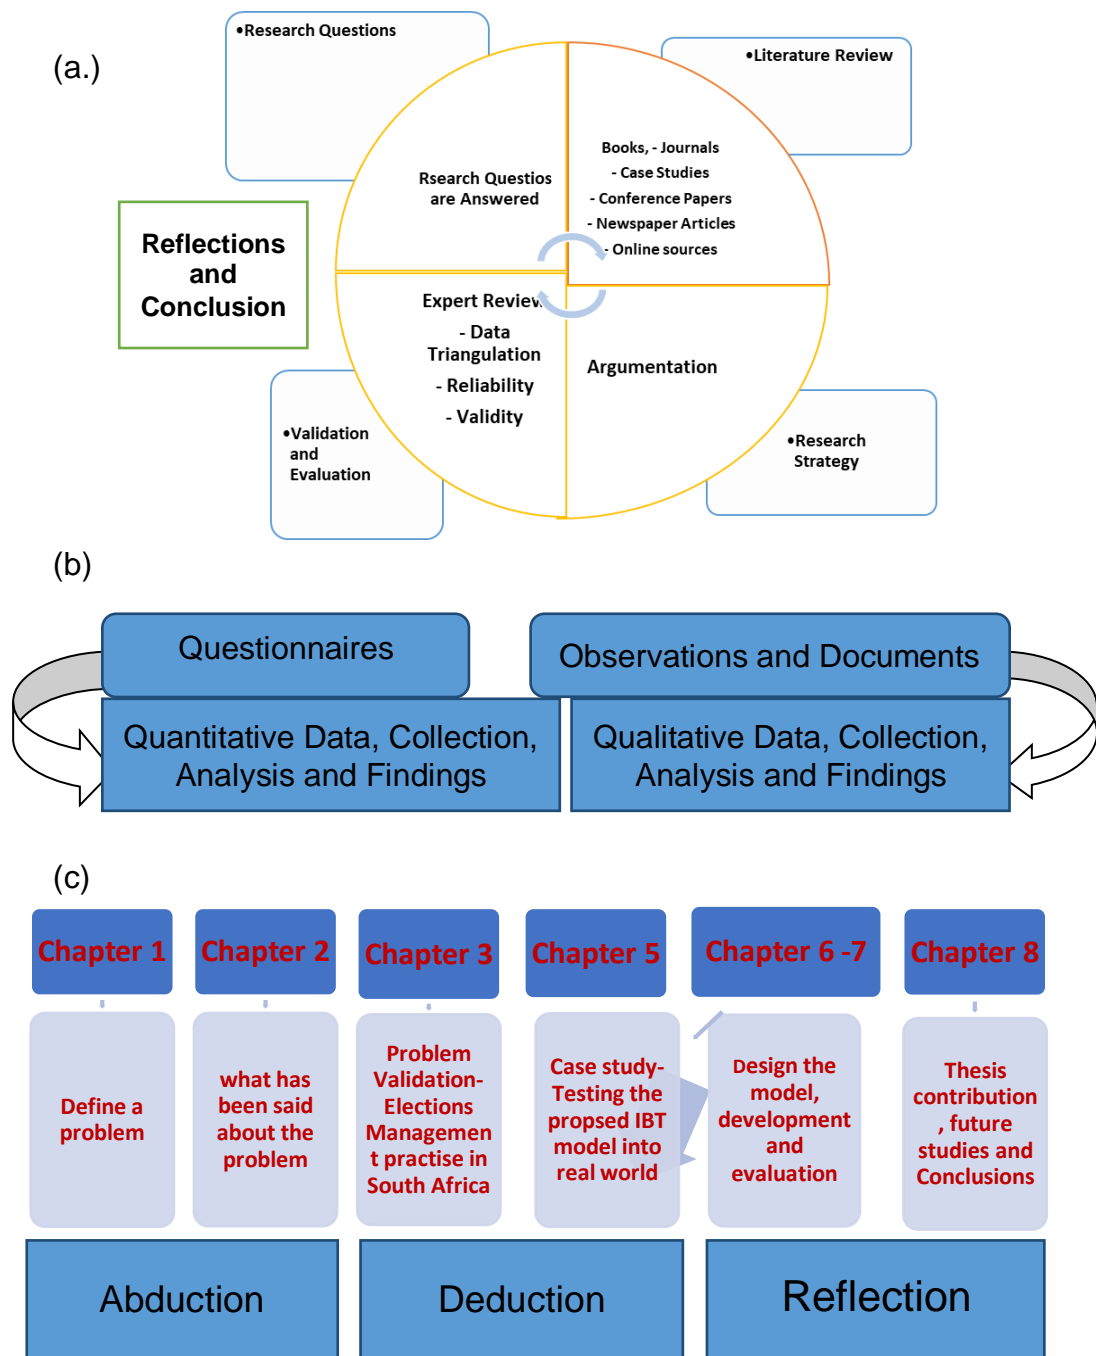 (a.)
•Research Questions
•Literature Review
Rsearch Questios
are Answered
Books, - Journals
- Case Studies
- Conference Papers
- Newspaper Articles
- Online sources
Reflections
and
Conclusion
Expert Review
- Data
Triangulation
- Reliability
- Validity
Argumentation
•Validation
and
Evaluation
•Research
Strategy
(b)
Questionnaires
Observations and Documents
Quantitative Data, Collection,
Analysis and Findings
Qualitative Data, Collection,
Analysis and Findings
(c)
Chapter 1
Chapter 2
Chapter 3
Chapter 5
Chapter 6 -7
Chapter 8
Define a
problem
what has
been said
about the
problem
Problem
Validation-
Elections
Managemen
t practise in
South Africa
Case study-
Testing the
propsed IBT
model into
real world
Design the
model,
development
and
evaluation
Thesis
contribution
, future
studies and
Conclusions
Abduction
Deduction
Reflection